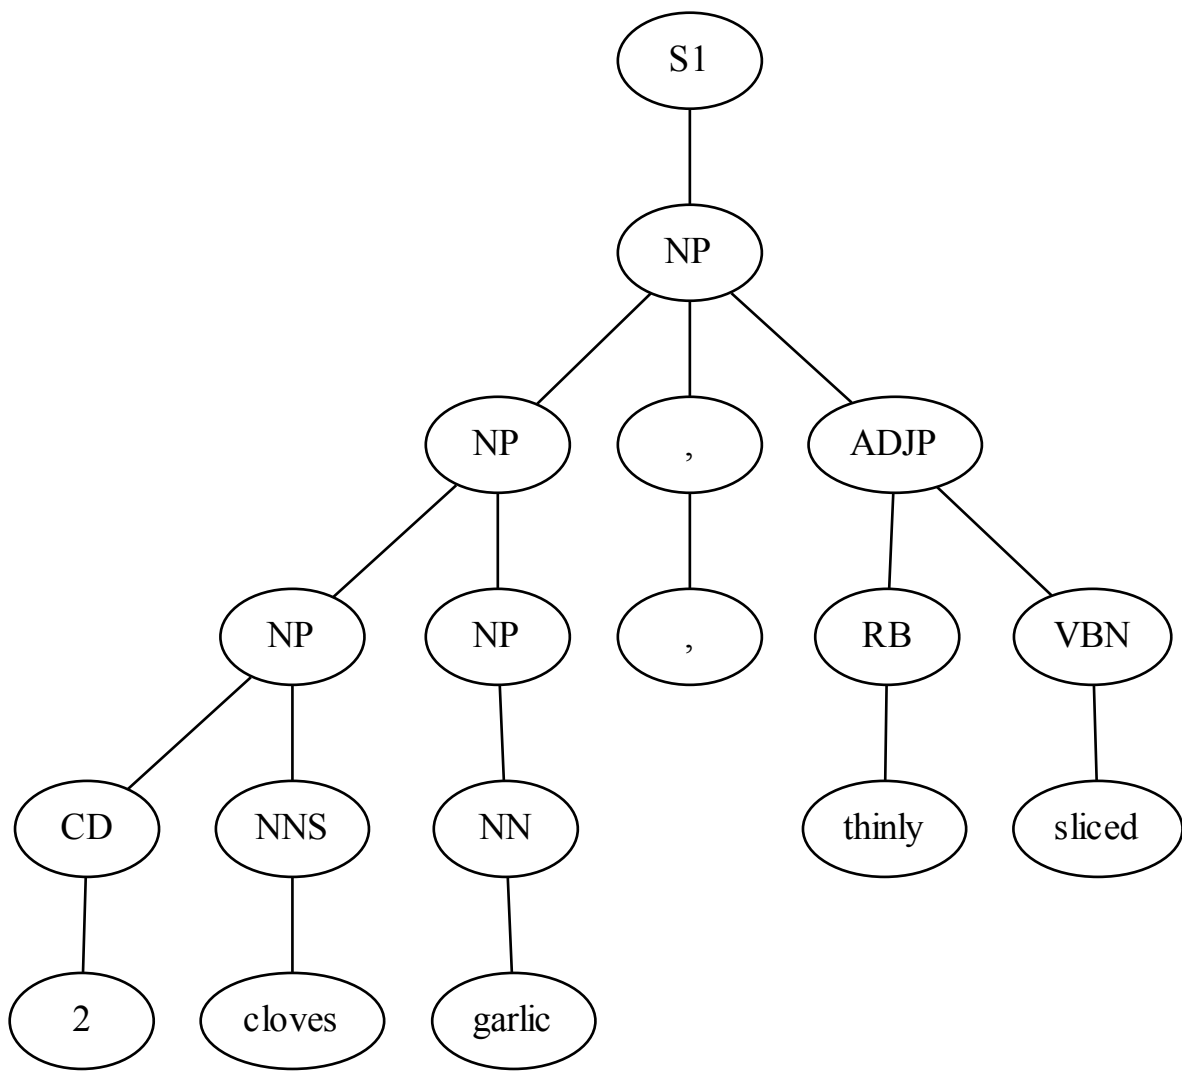 S1
NP
NP , ADJP
NP NP , RB VBN
CD NNS NN thinly sliced
2 cloves garlic